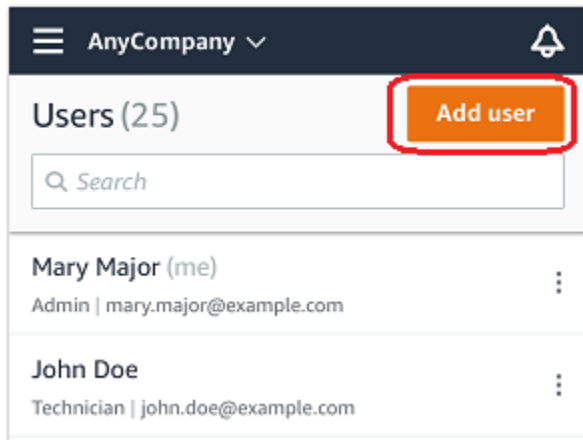 AnyCompany
Users (25)
Add user
Search
Mary Major (me)
Admin | mary.major@example.com
John Doe
Technician | john.doe@example.com